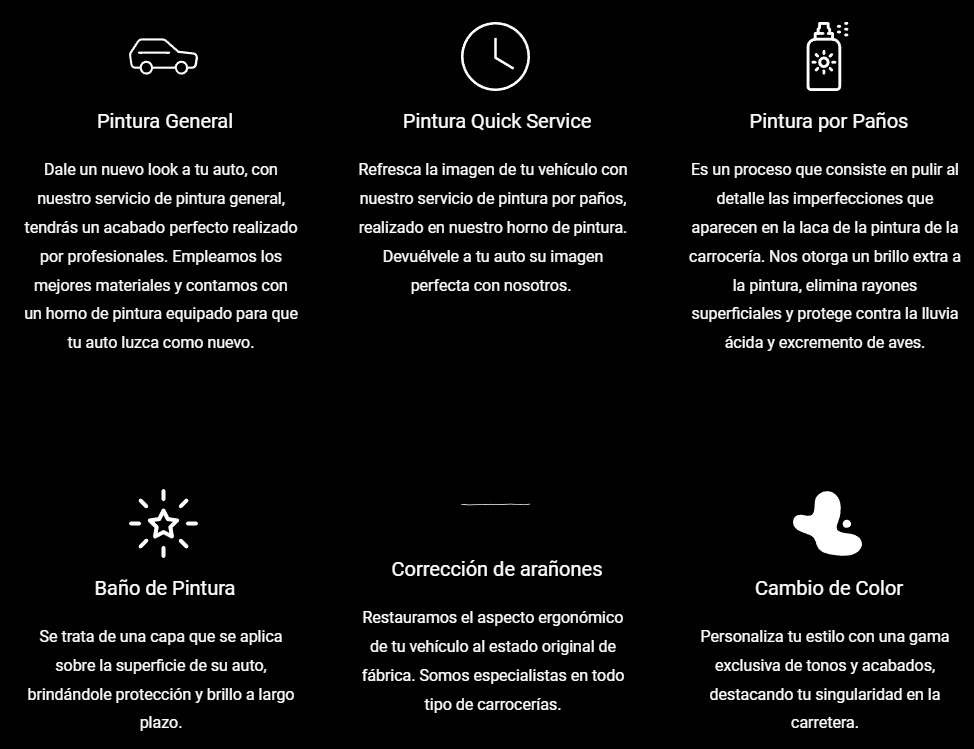 Pintura General
Dale un nuevo look a tu auto, con
nuestro servicio de pintura general,
tendrás un acabado perfecto realizado
por profesionales. Empleamos los
mejores materiales y contamos con
un horno de pintura equipado para que
tu auto luzca como nuevo.
Pintura Quick Service
Refresca la imagen de tu vehículo con
nuestro servicio de pintura por paños,
realizado en nuestro horno de pintura.
Devuélvele a tu auto su imagen
perfecta con nosotros.
Pintura por Paños
Es un proceso que consiste en pulir al
detalle las imperfecciones que
aparecen en la laca de la pintura de la
carrocería. Nos otorga un brillo extra a
la pintura, elimina rayones
superficiales y protege contra la lluvia
ácida y excremento de aves.
Baño de Pintura
Se trata de una capa que se aplica
sobre la superficie de su auto,
brindándole protección y brillo a largo
plazo.
Corrección de arañones
Restauramos el aspecto ergonómico
de tu vehículo al estado original de
fábrica. Somos especialistas en todo
tipo de carrocerías.
Cambio de Color
Personaliza tu estilo con una gama
exclusiva de tonos y acabados,
destacando tu singularidad en la
carretera.